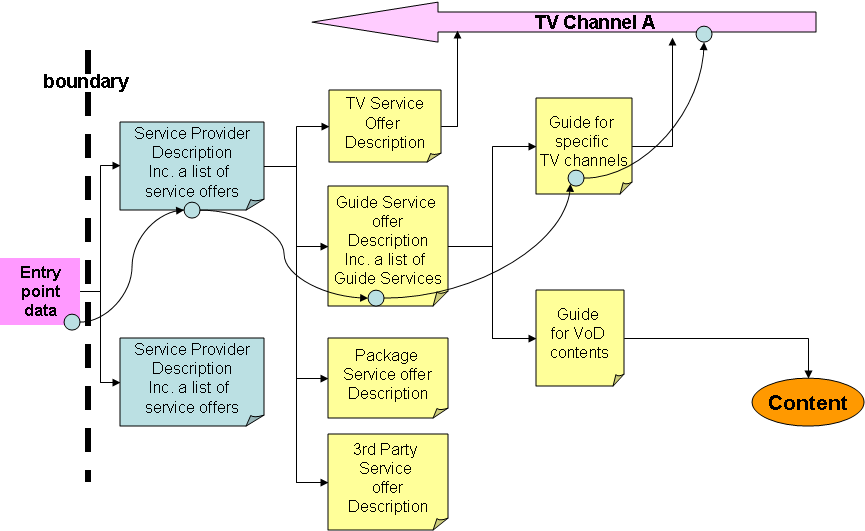 TV Channel A
boundary
TV Service
Offer
Description
Guide for
specific
TV channels
Service Provider
Description
Inc. a list of
service offers
Guide Service
offer
Description
Inc. a list of
Guide Services
Entry
point
data
Guide
for VoD
contents
Service Provider
Description
Inc. a list of
service offers
Package
Service offer
Description
Content
3rd Party
Service
offer
Description